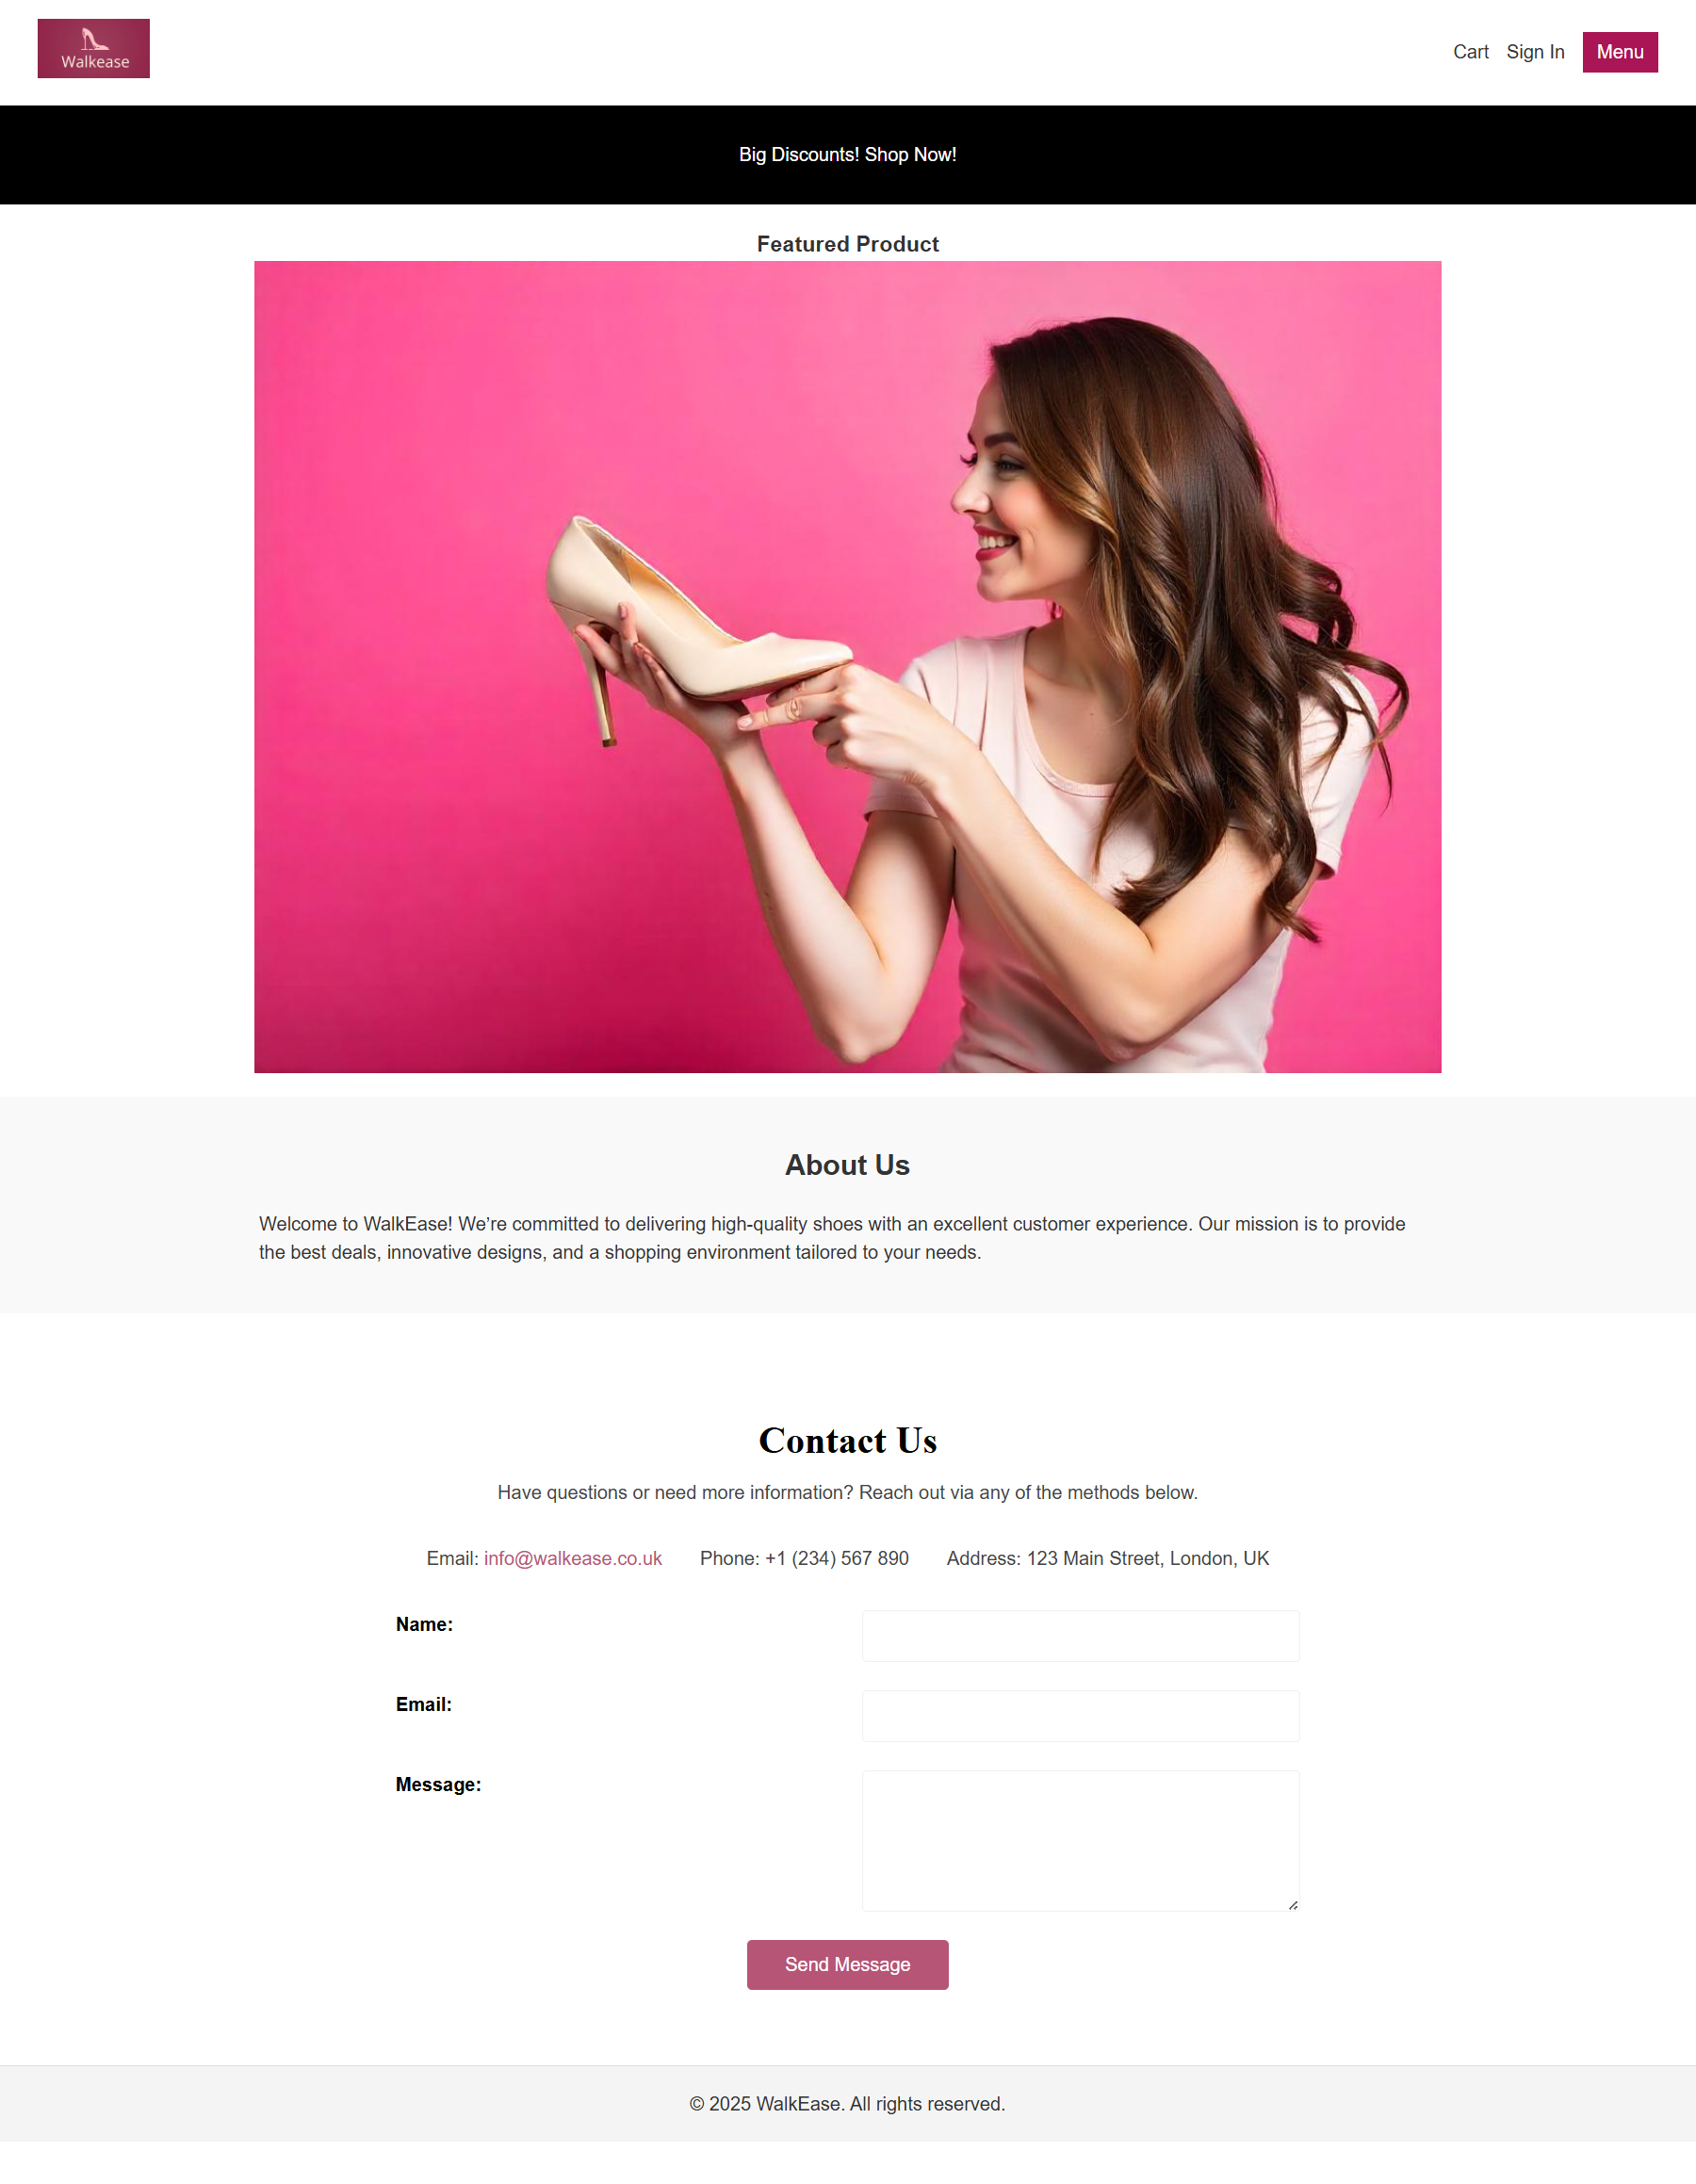 Walkease
Cart
Sign In
Menu
Big Discounts! Shop Now!
Featured Product
About Us
Welcome to WalkEase! We’re committed to delivering high-quality shoes with an excellent customer experience. Our mission is to provide
the best deals, innovative designs, and a shopping environment tailored to your needs.
Contact Us
Have questions or need more information? Reach out via any of the methods below.
Email: info@walkease.co.uk
Phone: +1 (234) 567 890
Address: 123 Main Street, London, UK
Name:
Email:
Message:
Send Message
© 2025 WalkEase. All rights reserved.